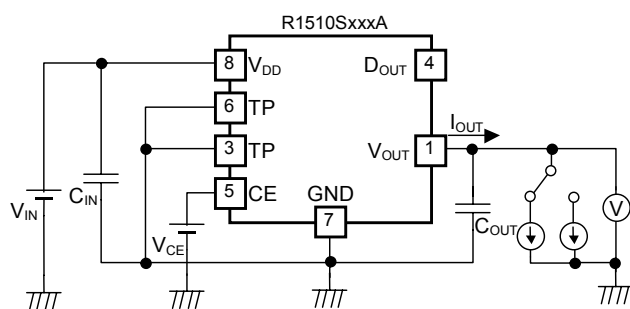 R1510SxxxA
8 VDD
DOUT 4
6 TP
IOUT
3 TP
VOUT 1
5 CE
GND
7
VIN
CIN
VCE
COUT
V